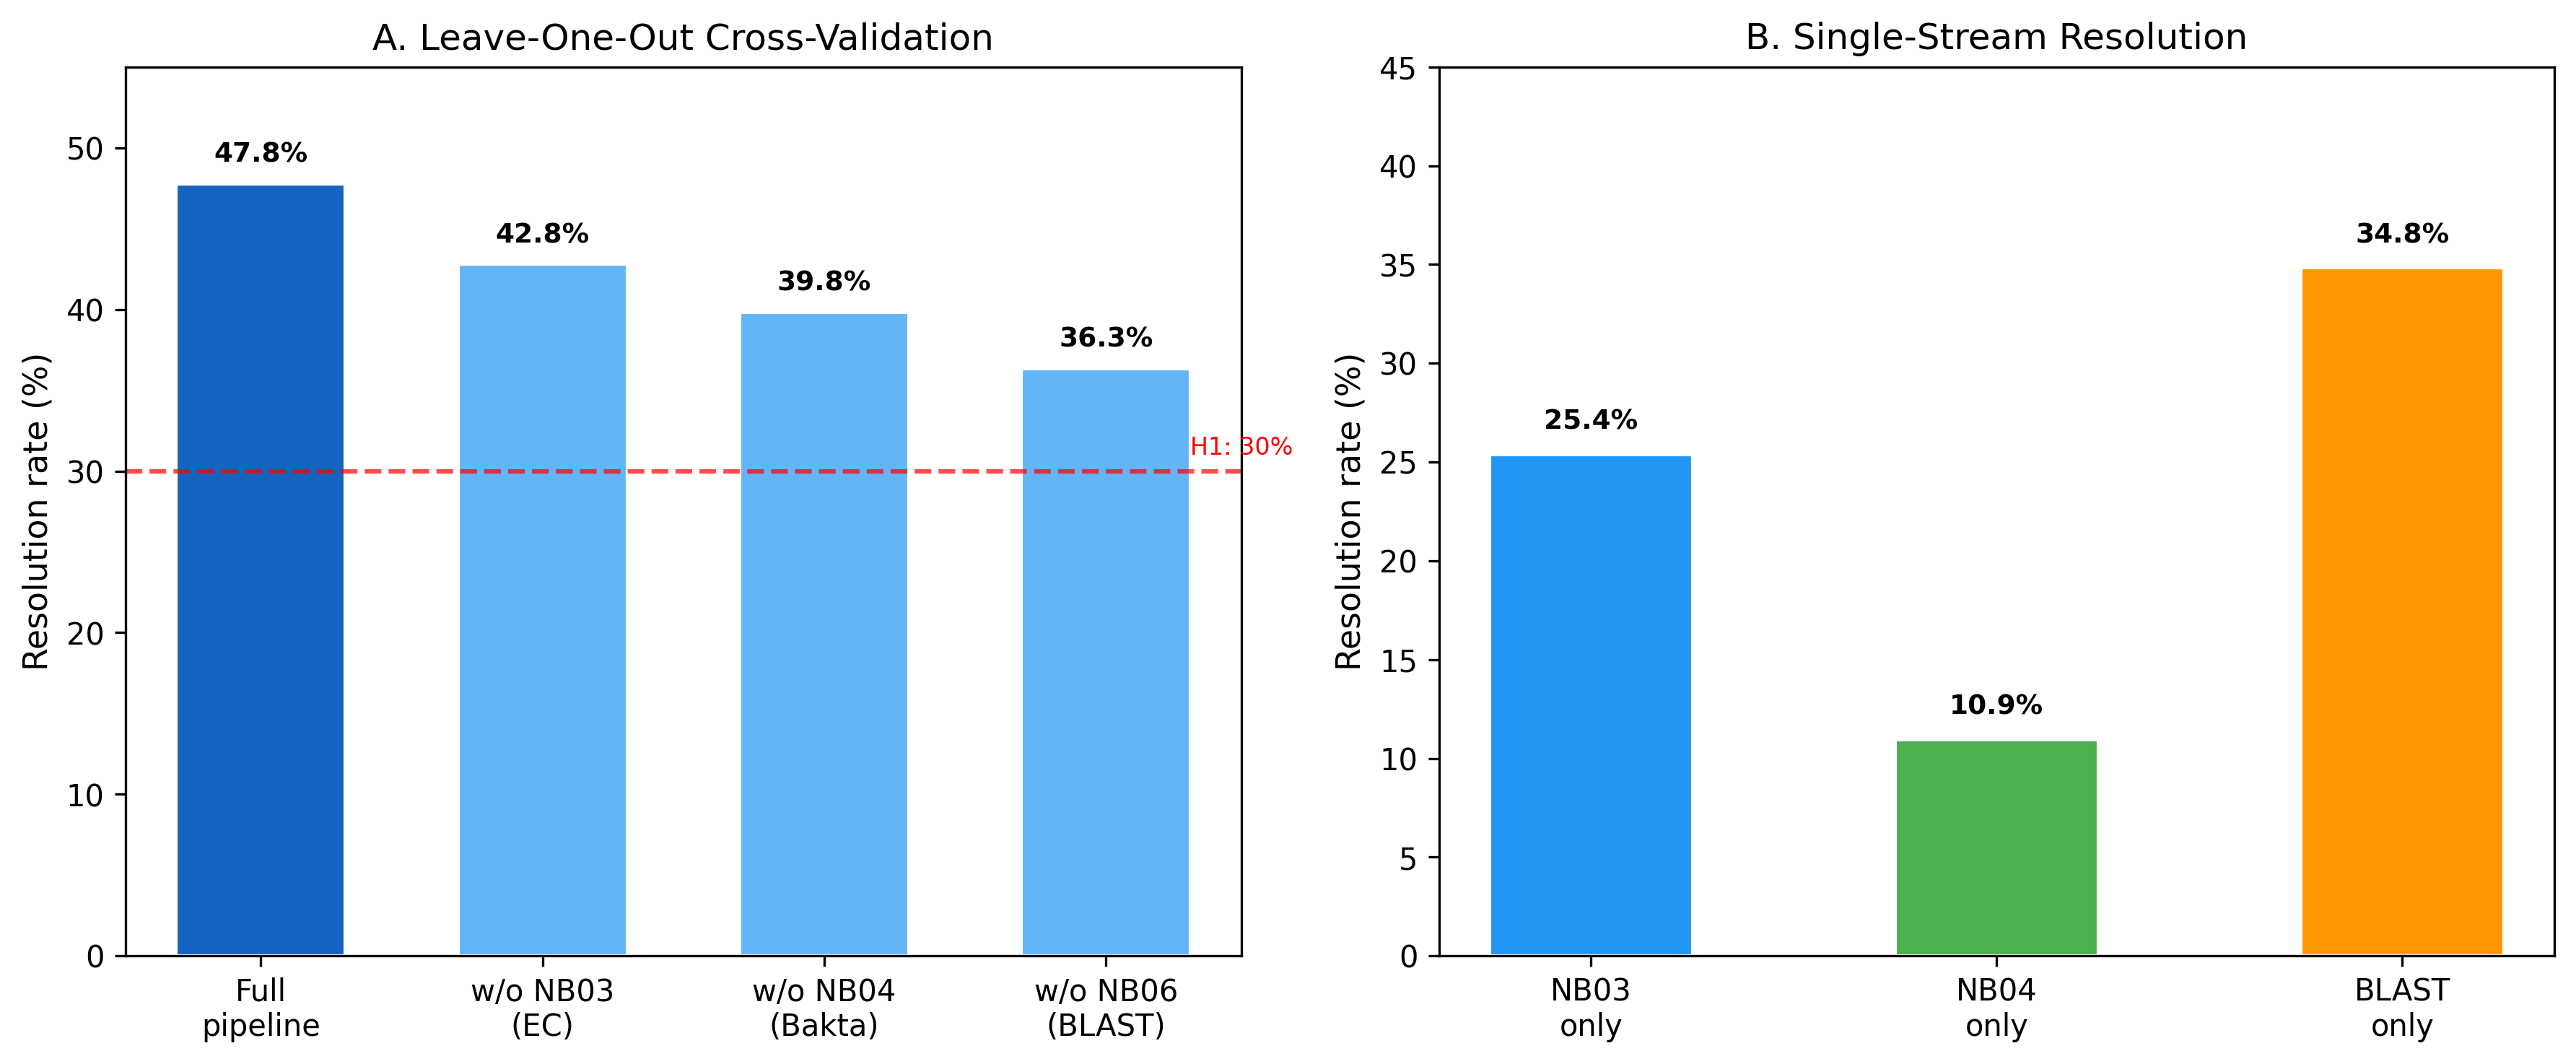 A. Leave-One-Out Cross-Validation
Resolution rate (%)
50
40
30
20
10
0
47.8%
42.8%
39.8%
36.3%
H1: 30%
Full
pipeline
w/o NB03
(EC)
w/o NB04
(Bakta)
w/o NB06
(BLAST)
B. Single-Stream Resolution
Resolution rate (%)
45
40
35
30
25
20
15
10
5
0
25.4%
10.9%
34.8%
NB03
only
NB04
only
BLAST
only